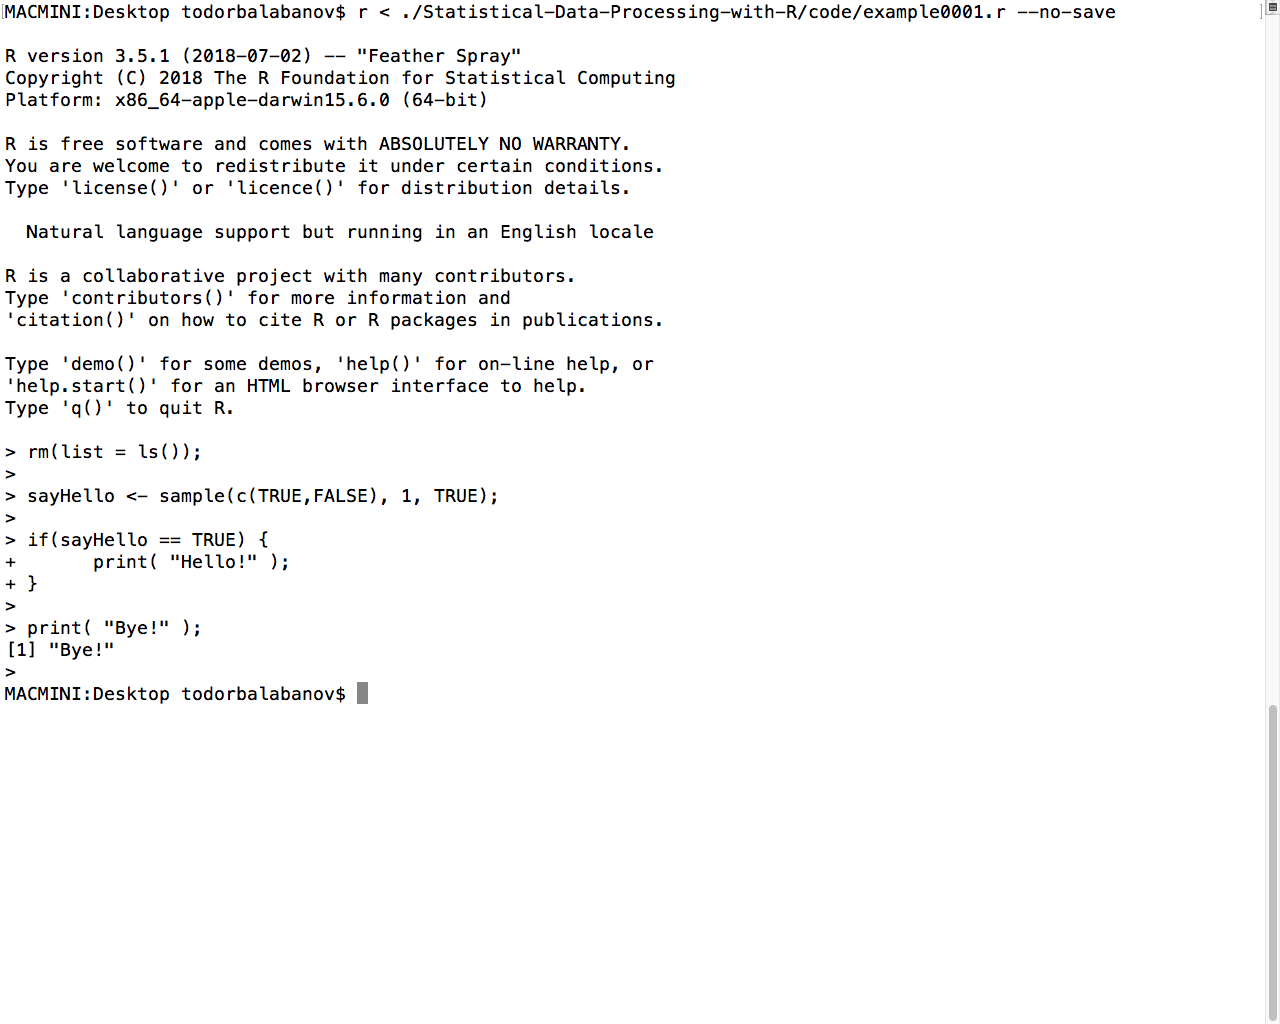 MACMINI:Desktop todorbalabanov$ r < ./Statistical-Data-Processing-with-R/code/example0001.r --no-save
R version 3.5.1 (2018-07-02) -- "Feather Spray"
Copyright (C) 2018 The R Foundation for Statistical Computing
Platform: x86_64-apple-darwin15.6.0 (64-bit)
R is free software and comes with ABSOLUTELY NO WARRANTY.
You are welcome to redistribute it under certain conditions.
Type 'license()' or 'licence()' for distribution details.
Natural language support but running in an English locale
R is a collaborative project with many contributors.
Type 'contributors()' for more information and
'citation()' on how to cite R or R packages in publications.
Type 'demo()' for some demos, 'help()' for on-line help, or
'help.start()' for an HTML browser interface to help.
Type 'q()' to quit R.
> rm(list = ls());
>
> sayHello <- sample(c(TRUE,FALSE), 1, TRUE);
>
> if(sayHello == TRUE) {
+       print( "Hello!" );
+ }
>
> print( "Bye!" );
[1] "Bye!"
>
MACMINI:Desktop todorbalabanov$